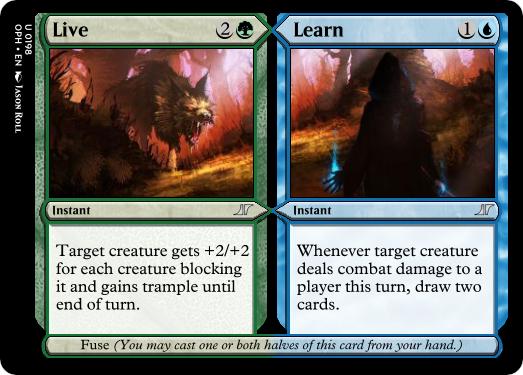 Live 2
Instant
Target creature gets +2/+2
for each creature blocking
it and gains trample until
end of turn.
Learn 1
Instant
Whenever target creature
deals combat damage to a
player this turn, draw two
cards.
Fuse (You may cast one or both halves of this card from your hand.)
U 0198
OPH • EN JASON ROLL